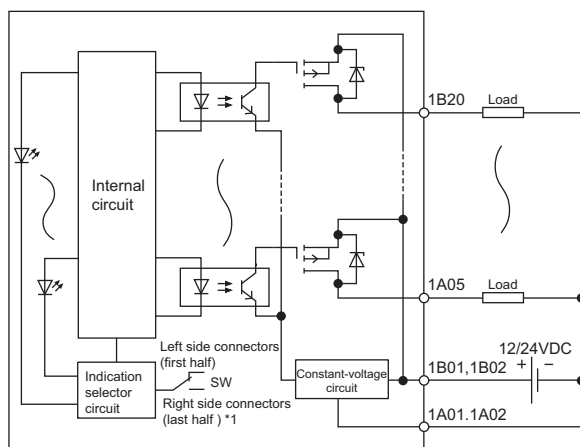 1B20
Load
Internal
circuit
1A05
Load
12/24VDC
+ −
Left side connectors
(first half)
SW
Right side connectors
(last half ) *1
Indication
selector
circuit
Constant-voltage
circuit
1B01,1B02
1A01.1A02